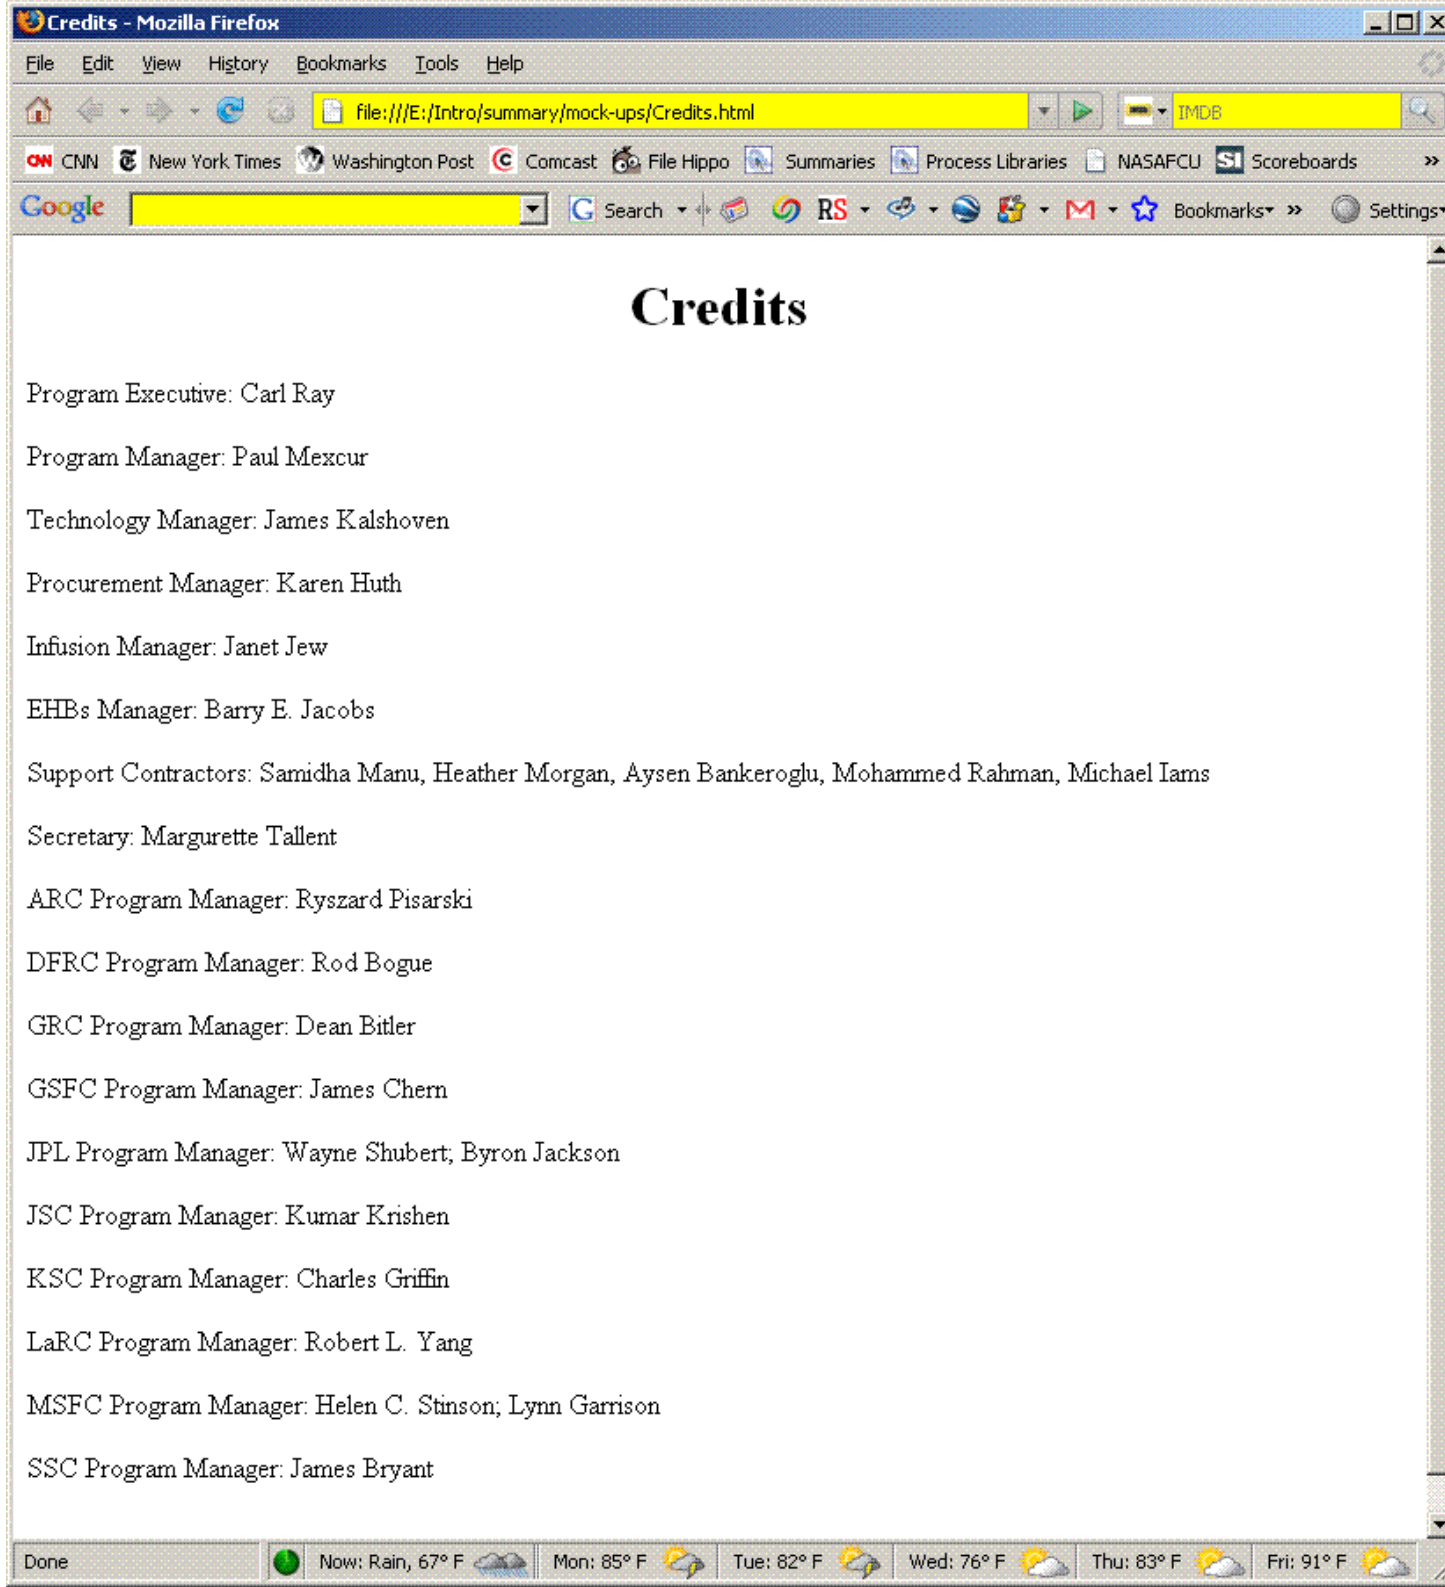 Credits - Mozilla Firefox
File Edit View History Bookmarks Tools Help
file:///E:/Intro/summary/mock-ups/Credits.html IMDB
CNN CNN New York Times Washington Post Comcast File Hippo Summaries Process Libraries NASAFCU SI Scoreboards »
Google G Search RS Bookmarks » Settings
Credits
Program Executive: Carl Ray
Program Manager: Paul Mexcur
Technology Manager: James Kalshoven
Procurement Manager: Karen Huth
Infusion Manager: Janet Jew
EHBs Manager: Barry E. Jacobs
Support Contractors: Samidha Manu, Heather Morgan, Aysen Bankeroglu, Mohammed Rahman, Michael Iams
Secretary: Margurette Tallent
ARC Program Manager: Ryszard Pisarski
DFRC Program Manager: Rod Bogue
GRC Program Manager: Dean Bitler
GSFC Program Manager: James Chern
JPL Program Manager: Wayne Shubert; Byron Jackson
JSC Program Manager: Kumar Krishen
KSC Program Manager: Charles Griffin
LaRC Program Manager: Robert L. Yang
MSFC Program Manager: Helen C. Stinson; Lynn Garrison
SSC Program Manager: James Bryant
Done Now: Rain, 67° F Mon: 85° F Tue: 82° F Wed: 76° F Thu: 83° F Fri: 91° F